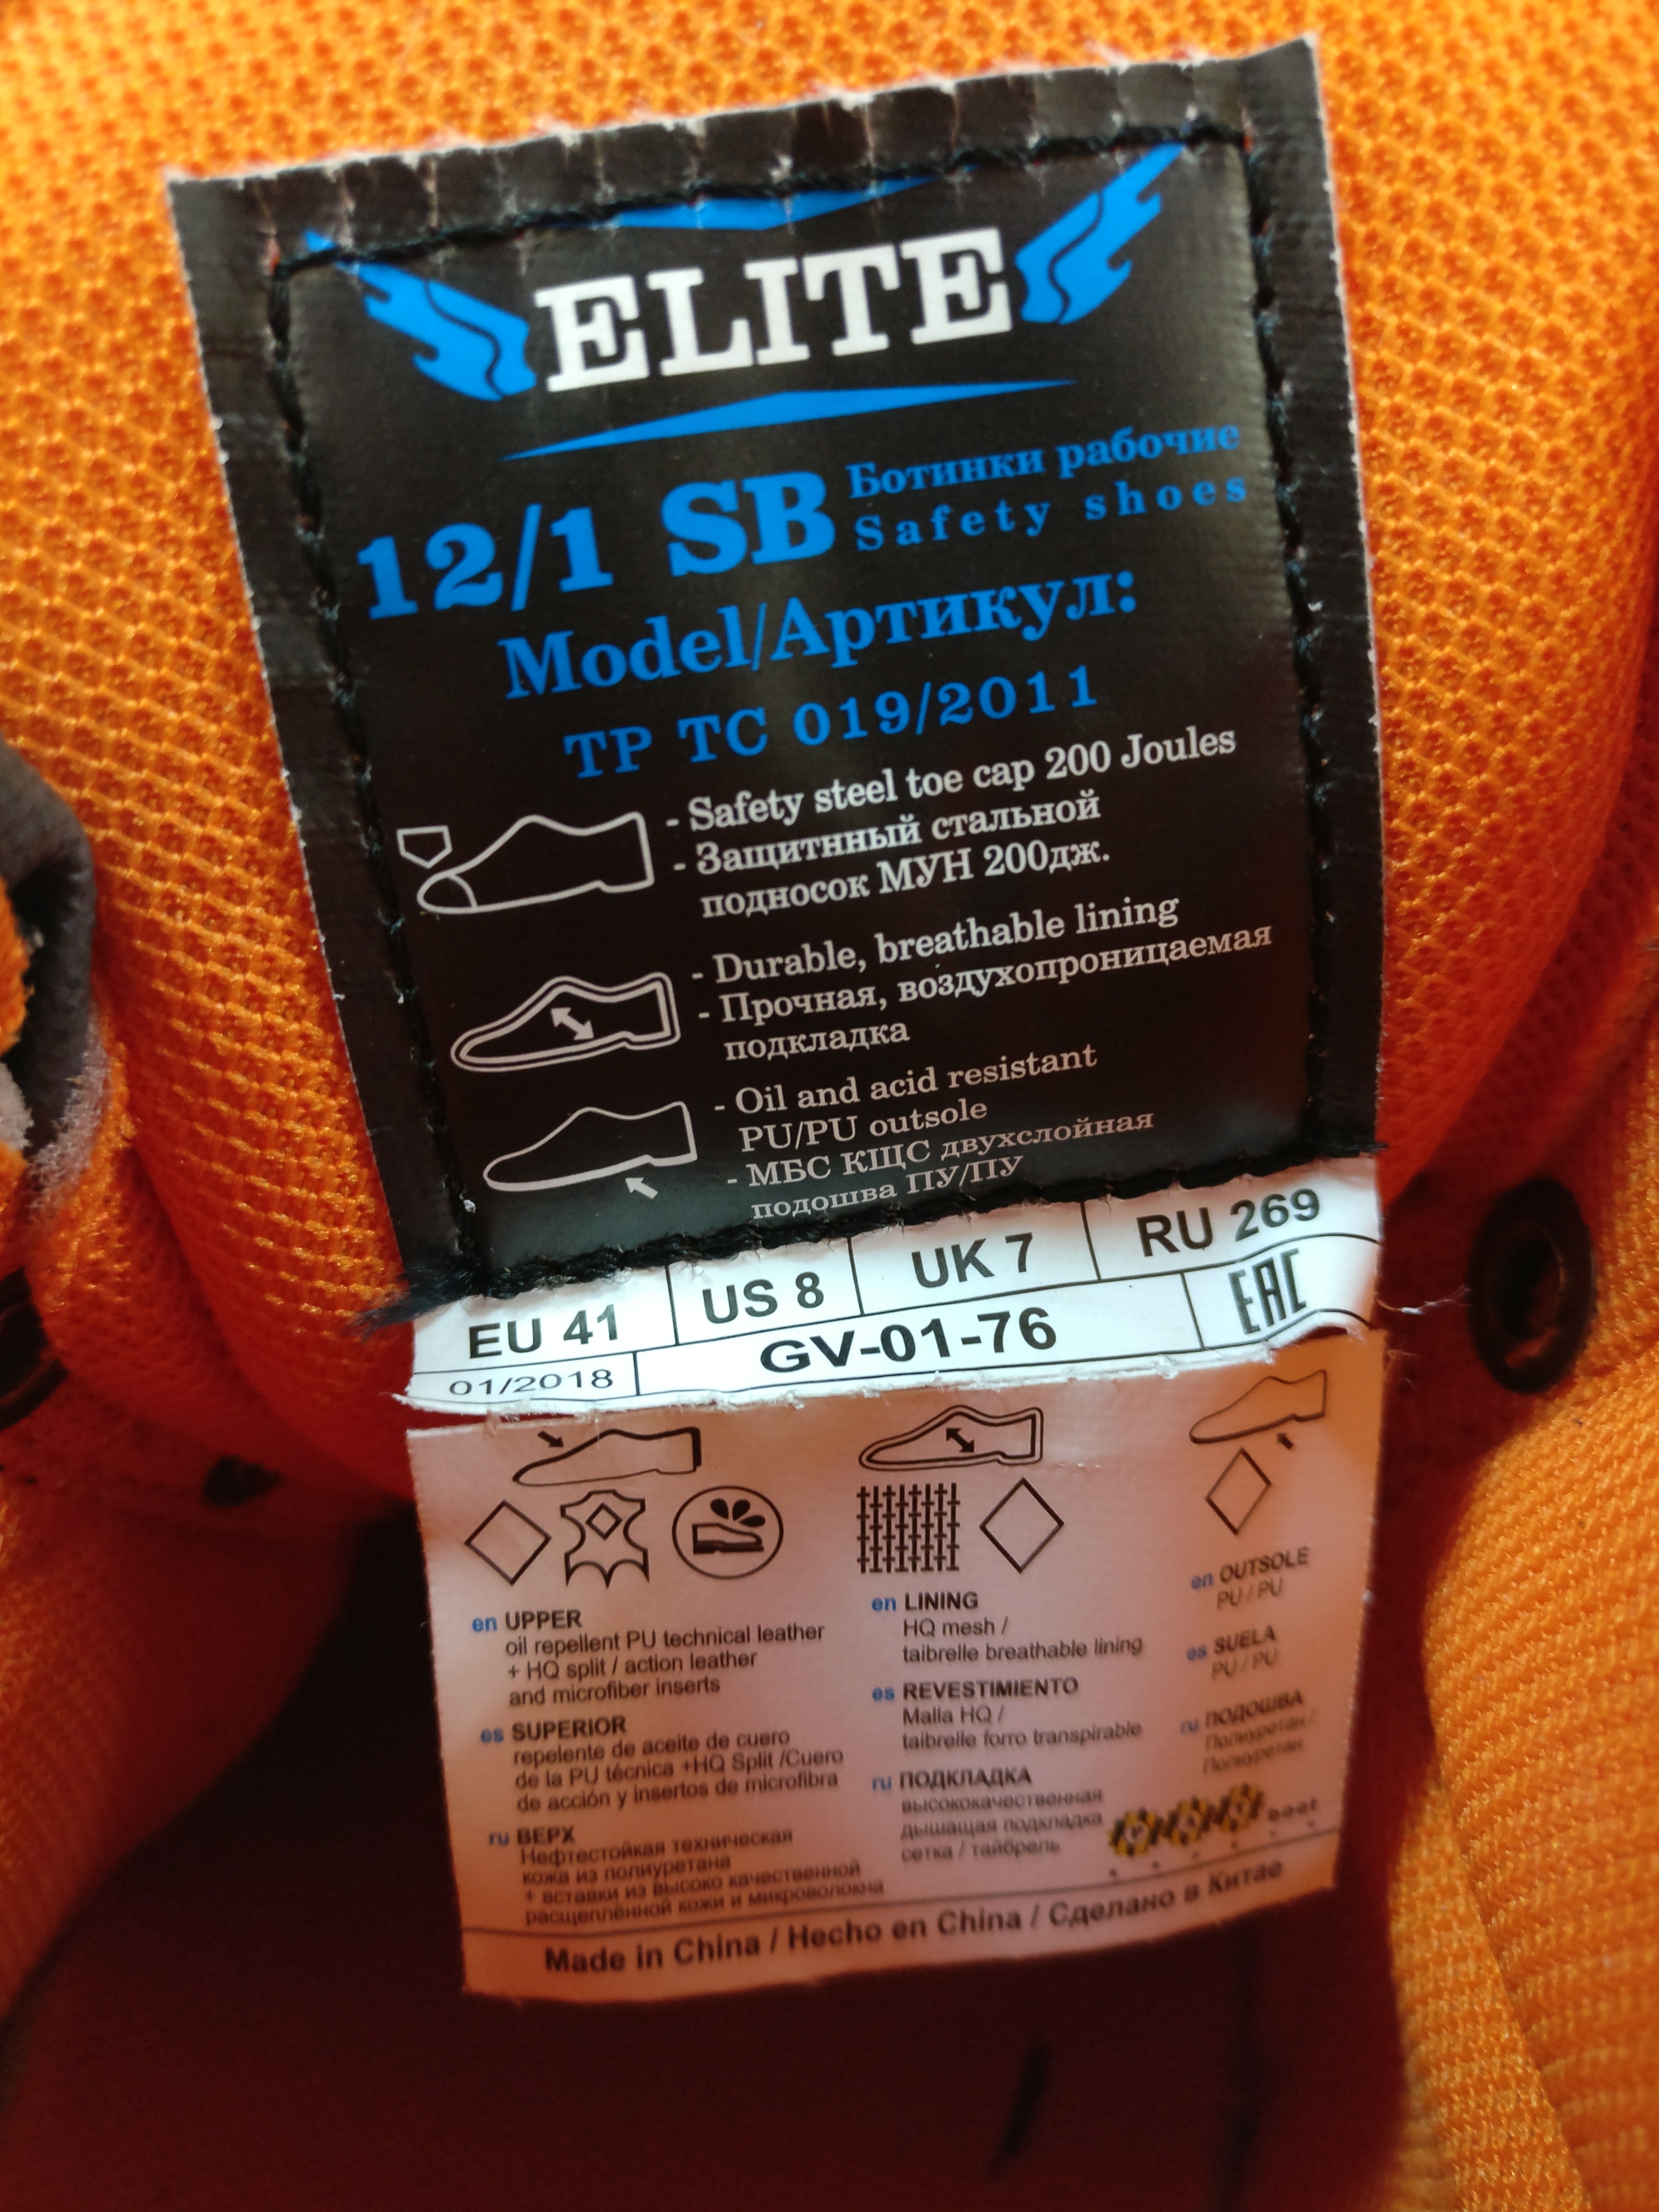 ELITE
12/1 SB Ботинки рабочие
Safety shoes
Model/Артикул:
ТР ТС 019/2011
- Safety steel toe cap 200 Joules
- Защитнный стальной
подносок МУН 200дж.
- Durable, breathable lining
- Прочная, воздухопроницаемая
подкладка
- Oil and acid resistant
PU/PU outsole
- МБС КЩС двухслойная
подошва ПУ/ПУ
EU 41 US 8 UK 7 RU 269
01/2018 GV-01-76 EAC
en UPPER
oil repellent PU technical leather
+ HQ split / action leather
and microfiber inserts
es SUPERIOR
repelente de aceite de cuero
de la PU técnica +HQ Split /Cuero
de acción y insertos de microfibra
ru ВЕРХ
Нефтестойкая техническая
кожа из полиуретана
+ вставки из высоко качественной
расщеплённой кожи и микроволокна
en LINING
HQ mesh /
taibrelle breathable lining
es REVESTIMIENTO
Malla HQ /
taibrelle forro transpirable
ru ПОДКЛАДКА
высококачественная
дышащая подкладка
сетка / тайбрель
en OUTSOLE
PU / PU
es SUELA
PU / PU
ru ПОДОШВА
Полиуретан /
Полиуретан
boot
Made in China / Hecho en China / Сделано в Китае